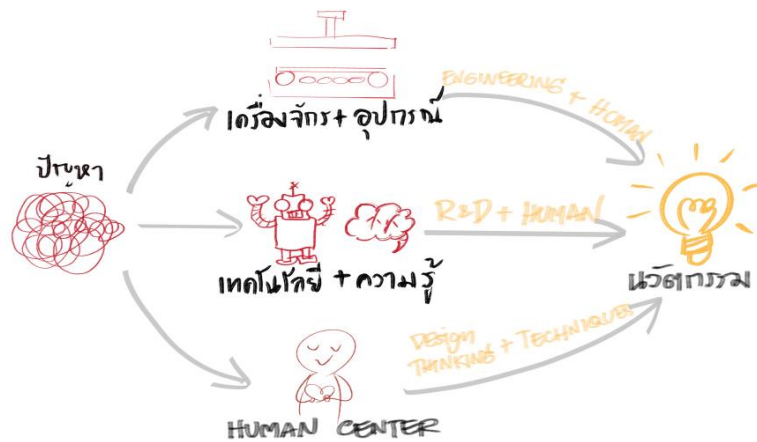 ปัญหา
เครื่องจักร + อุปกรณ์
ENGINEERING + HUMAN
เทคโนโลยี + ความรู้
R&D + HUMAN
นวัตกรรม
HUMAN CENTER
DESIGN
THINKING + TECHNIQUES